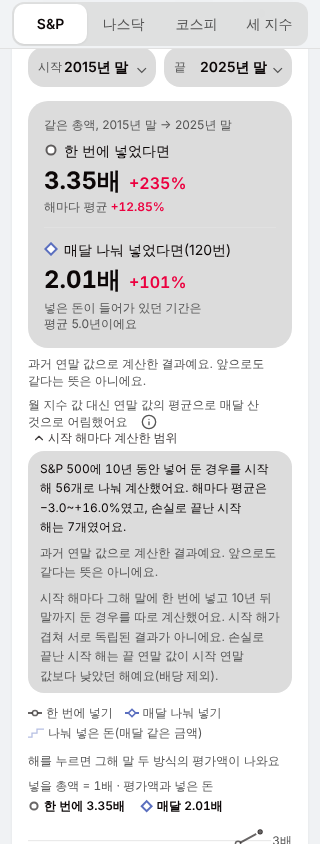 S&P 나스닥 코스피 세 지수
시작 2015년 말 끝 2025년 말
같은 총액, 2015년 말 → 2025년 말
한 번에 넣었다면
3.35배 +235%
해마다 평균 +12.85%
매달 나눠 넣었다면(120번)
2.01배 +101%
넣은 돈이 들어가 있던 기간은
평균 5.0년이에요
과거 연말 값으로 계산한 결과예요. 앞으로도
같다는 뜻은 아니에요.
월 지수 값 대신 연말 값의 평균으로 매달 산
것으로 어림했어요
시작 해마다 계산한 범위
S&P 500에 10년 동안 넣어 둔 경우를 시작
해 56개로 나눠 계산했어요. 해마다 평균은
−3.0~+16.0%였고, 손실로 끝난 시작
해는 7개였어요.
과거 연말 값으로 계산한 결과예요. 앞으로도
같다는 뜻은 아니에요.
시작 해마다 그해 말에 한 번에 넣고 10년 뒤
말까지 둔 경우를 따로 계산했어요. 시작 해가
겹쳐 서로 독립된 결과가 아니에요. 손실로
끝난 시작 해는 끝 연말 값이 시작 연말
값보다 낮았던 해예요(배당 제외).
한 번에 넣기 매달 나눠 넣기
나눠 넣은 돈(매달 같은 금액)
해를 누르면 그해 말 두 방식의 평가액이 나와요
넣을 총액 = 1배 · 평가액과 넣은 돈
한 번에 3.35배 매달 2.01배
3배